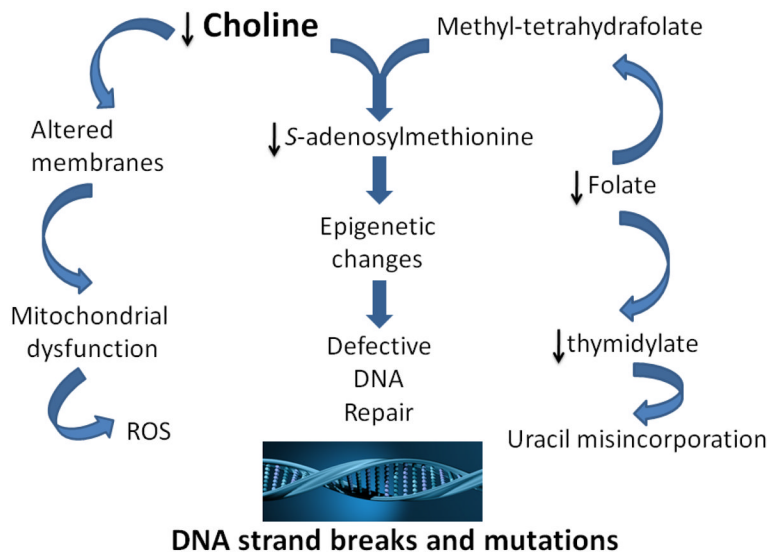 ↓ Choline
Methyl-tetrahydrafolate
Altered
membranes
↓ S-adenosylmethionine
↓ Folate
Epigenetic
changes
Mitochondrial
dysfunction
↓ thymidylate
Defective
DNA
Repair
ROS
Uracil misincorporation
DNA strand breaks and mutations